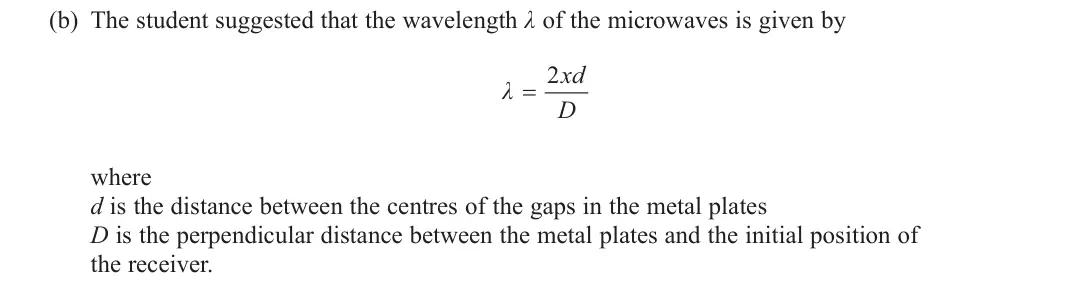 (b) The student suggested that the wavelength λ of the microwaves is given by
λ = 2xd / D
where
d is the distance between the centres of the gaps in the metal plates
D is the perpendicular distance between the metal plates and the initial position of
the receiver.